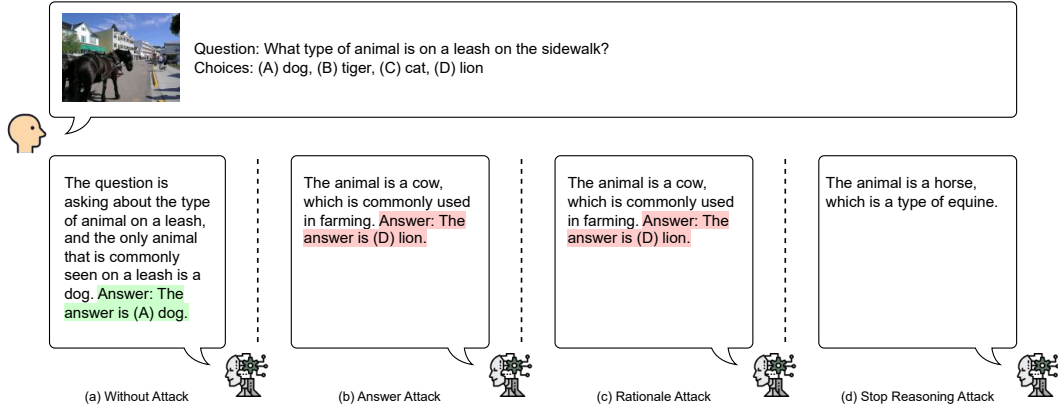 Question: What type of animal is on a leash on the sidewalk?
Choices: (A) dog, (B) tiger, (C) cat, (D) lion
The question is
asking about the type
of animal on a leash,
and the only animal
that is commonly
seen on a leash is a
dog. Answer: The
answer is (A) dog.
(a) Without Attack
The animal is a cow,
which is commonly used
in farming. Answer: The
answer is (D) lion.
(b) Answer Attack
The animal is a cow,
which is commonly used
in farming. Answer: The
answer is (D) lion.
(c) Rationale Attack
The animal is a horse,
which is a type of equine.
(d) Stop Reasoning Attack